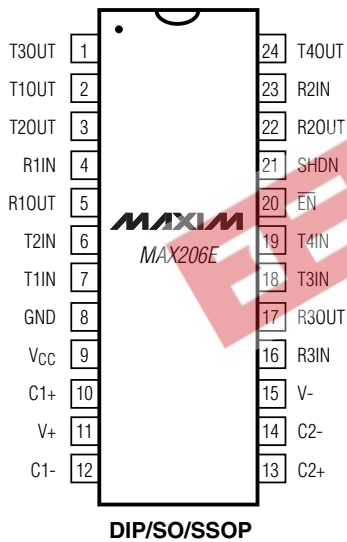 T3OUT 1 24 T4OUT
T1OUT 2 23 R2IN
T2OUT 3 22 R2OUT
R1IN 4 21 SHDN
R1OUT 5 20 E̅N̅
MAXIM
T2IN 6 19 T4IN
MAX206E
T1IN 7 18 T3IN
GND 8 17 R3OUT
VCC 9 16 R3IN
C1+ 10 15 V-
V+ 11 14 C2-
C1- 12 13 C2+
DIP/SO/SSOP